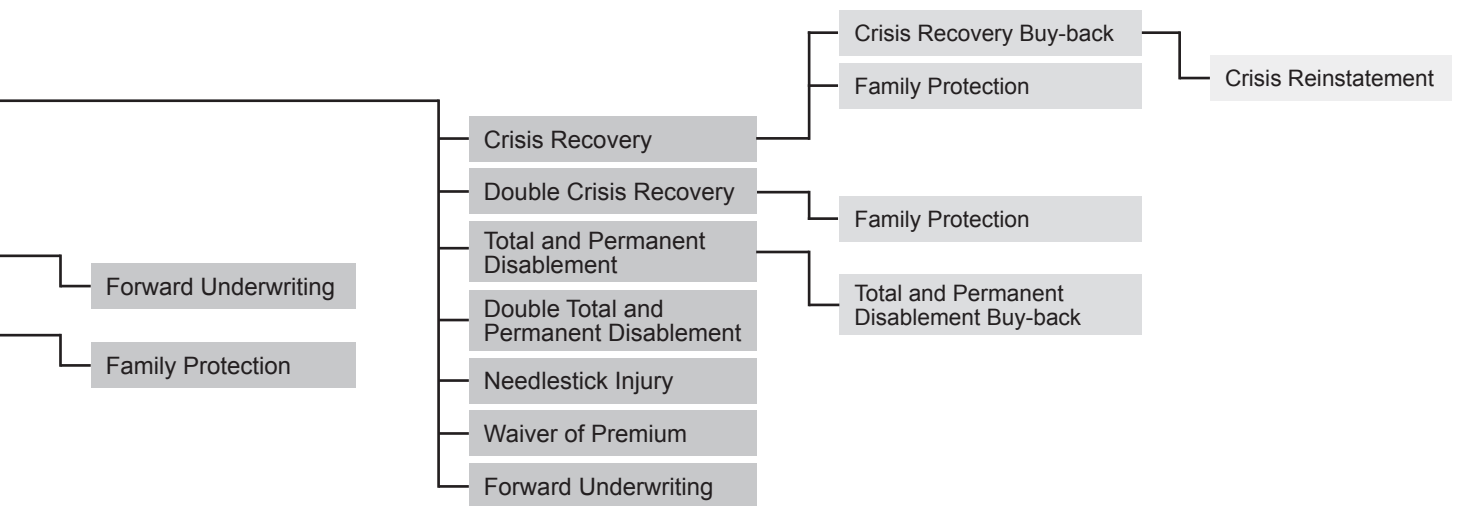 Forward Underwriting
Family Protection
Crisis Recovery
Double Crisis Recovery
Total and Permanent
Disablement
Double Total and
Permanent Disablement
Needlestick Injury
Waiver of Premium
Forward Underwriting
Crisis Recovery Buy-back
Family Protection
Family Protection
Total and Permanent
Disablement Buy-back
Crisis Reinstatement